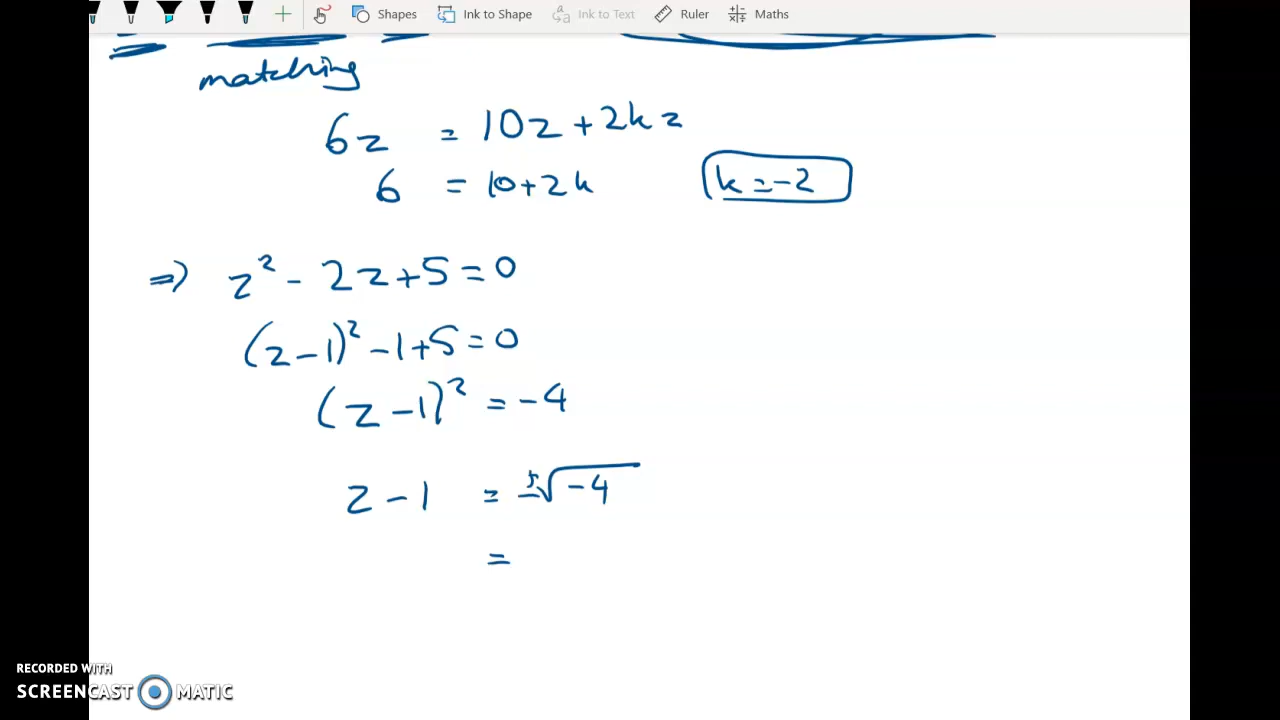 Shapes Ink to Shape Ink to Text Ruler Maths
matching
6z = 10z + 2kz
6 = 10 + 2k k = -2
⇒ z² - 2z + 5 = 0
(z - 1)² - 1 + 5 = 0
(z - 1)² = -4
z - 1 = ±√-4
=
RECORDED WITH
SCREENCAST MATIC